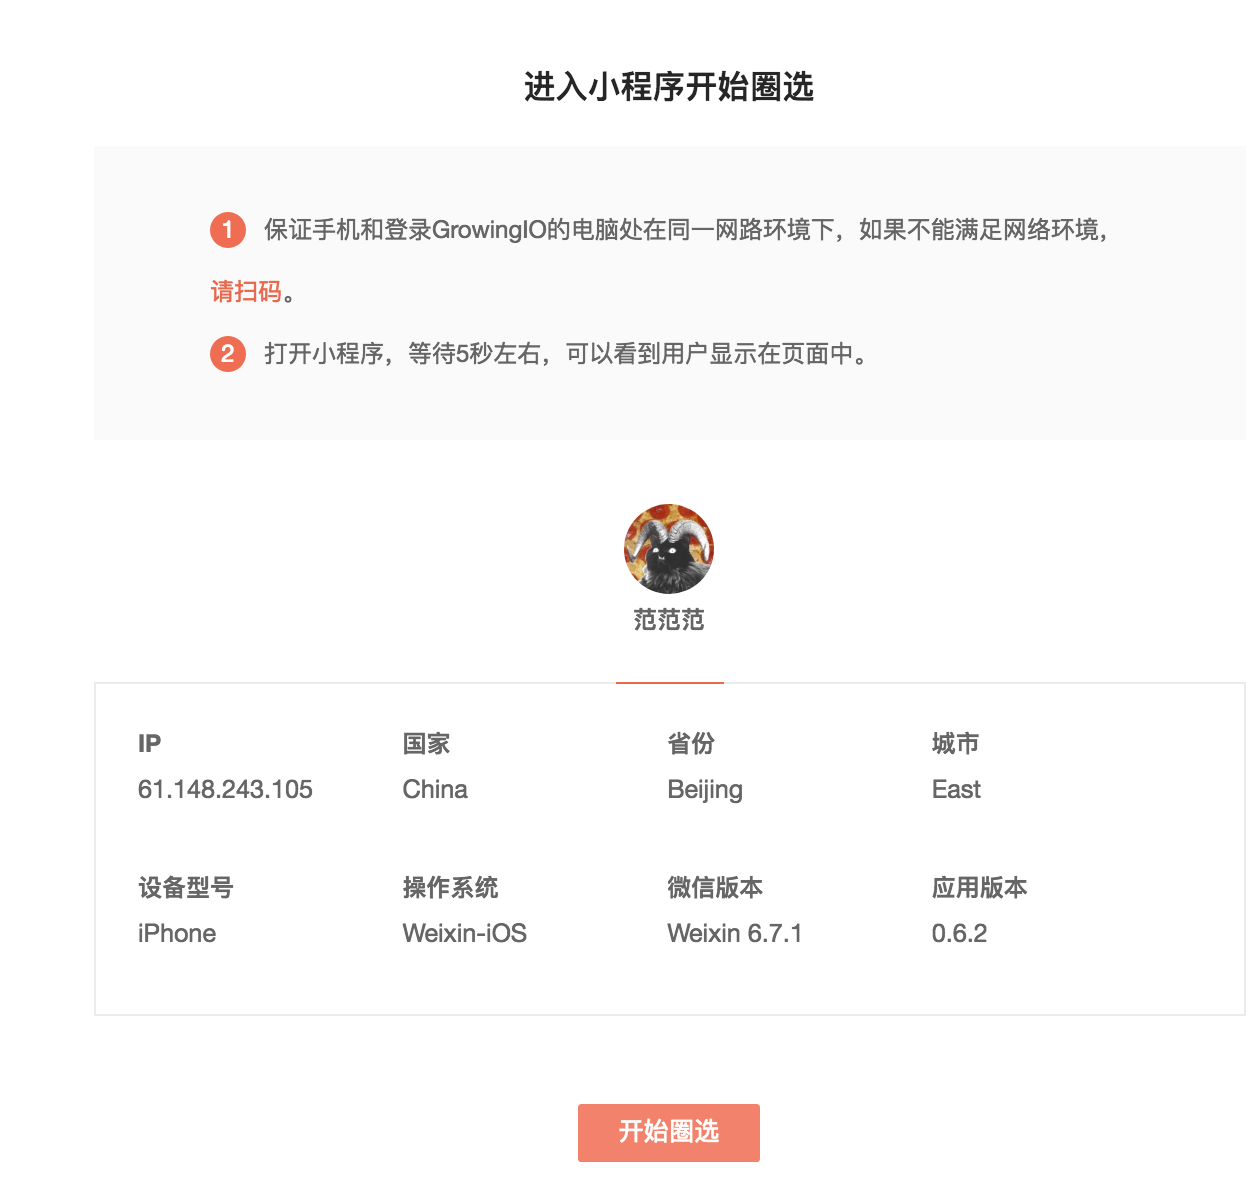 进入小程序开始圈选
1 保证手机和登录GrowingIO的电脑处在同一网路环境下，如果不能满足网络环境，
请扫码。
2 打开小程序，等待5秒左右，可以看到用户显示在页面中。
范范范
IP 国家 省份 城市
61.148.243.105 China Beijing East
设备型号 操作系统 微信版本 应用版本
iPhone Weixin-iOS Weixin 6.7.1 0.6.2
开始圈选